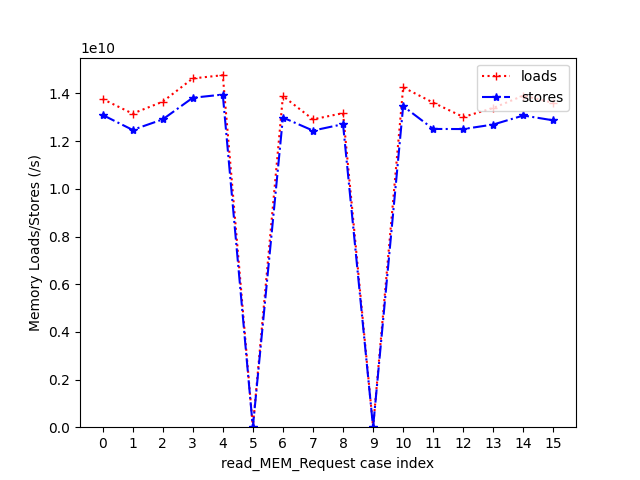 1e10
loads
stores
1.4
1.2
1.0
0.8
0.6
0.4
0.2
0.0
Memory Loads/Stores (/s)
0 1 2 3 4 5 6 7 8 9 10 11 12 13 14 15
read_MEM_Request case index